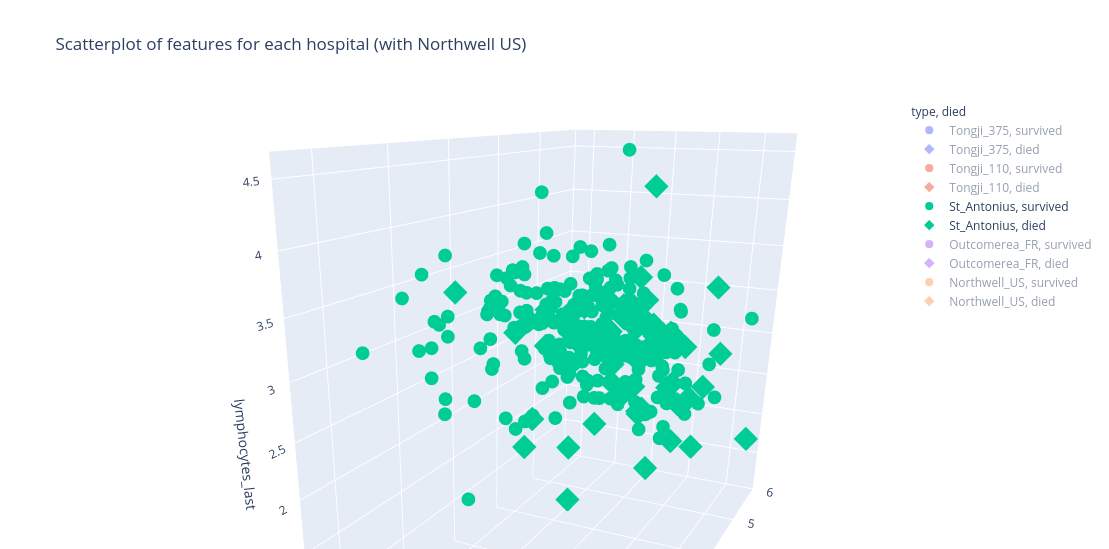 Scatterplot of features for each hospital (with Northwell US)
type, died
Tongji_375, survived
Tongji_375, died
Tongji_110, survived
Tongji_110, died
St_Antonius, survived
St_Antonius, died
Outcomerea_FR, survived
Outcomerea_FR, died
Northwell_US, survived
Northwell_US, died
4.5
4
3.5
3
2.5
2
lymphocytes_last
6
5